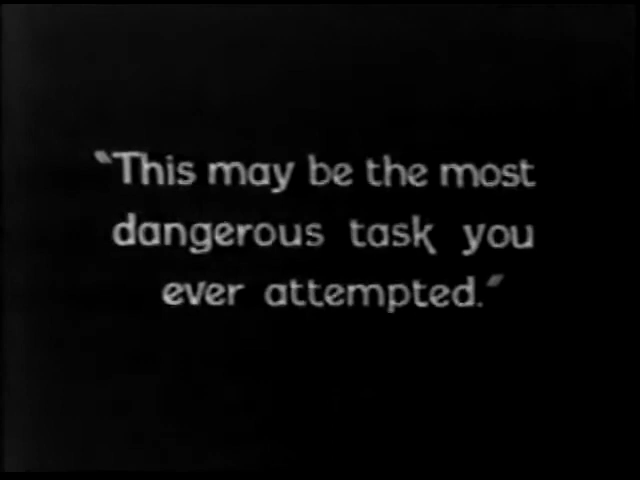 "This may be the most
dangerous task you
ever attempted."